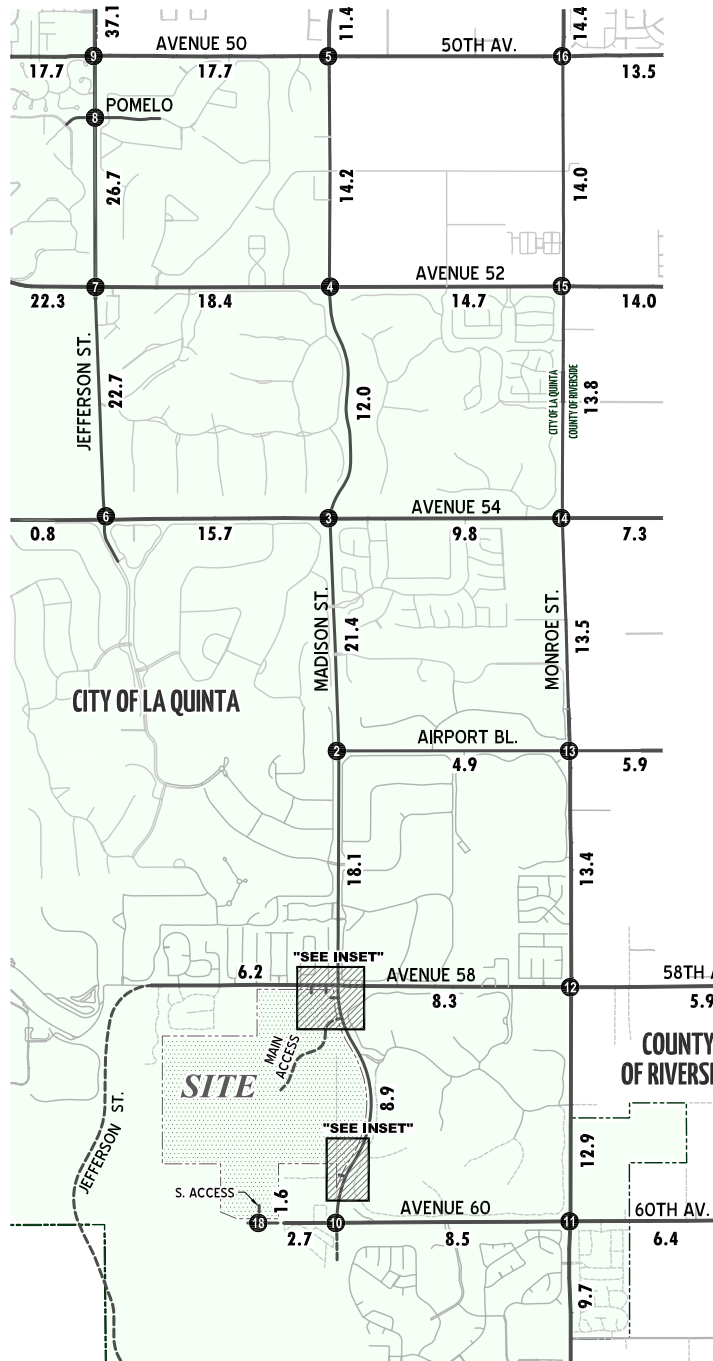 37.1
11.4
14.4
9
AVENUE 50
5
50TH AV.
16
17.7
17.7
13.5
8
POMELO
26.7
14.2
14.0
7
4
AVENUE 52
15
22.3
18.4
14.7
14.0
JEFFERSON ST.
22.7
12.0
CITY OF LA QUINTA
COUNTY OF RIVERSIDE
13.8
6
3
AVENUE 54
14
0.8
15.7
9.8
7.3
MADISON ST.
21.4
MONROE ST.
13.5
CITY OF LA QUINTA
2
AIRPORT BL.
13
4.9
5.9
18.1
13.4
"SEE INSET"
6.2
AVENUE 58
12
58TH A
8.3
5.9
MAIN
ACCESS
SITE
8.9
COUNTY
OF RIVERSI
JEFFERSON ST.
"SEE INSET"
12.9
S. ACCESS
1.6
18
10
AVENUE 60
11
60TH AV.
2.7
8.5
6.4
9.7